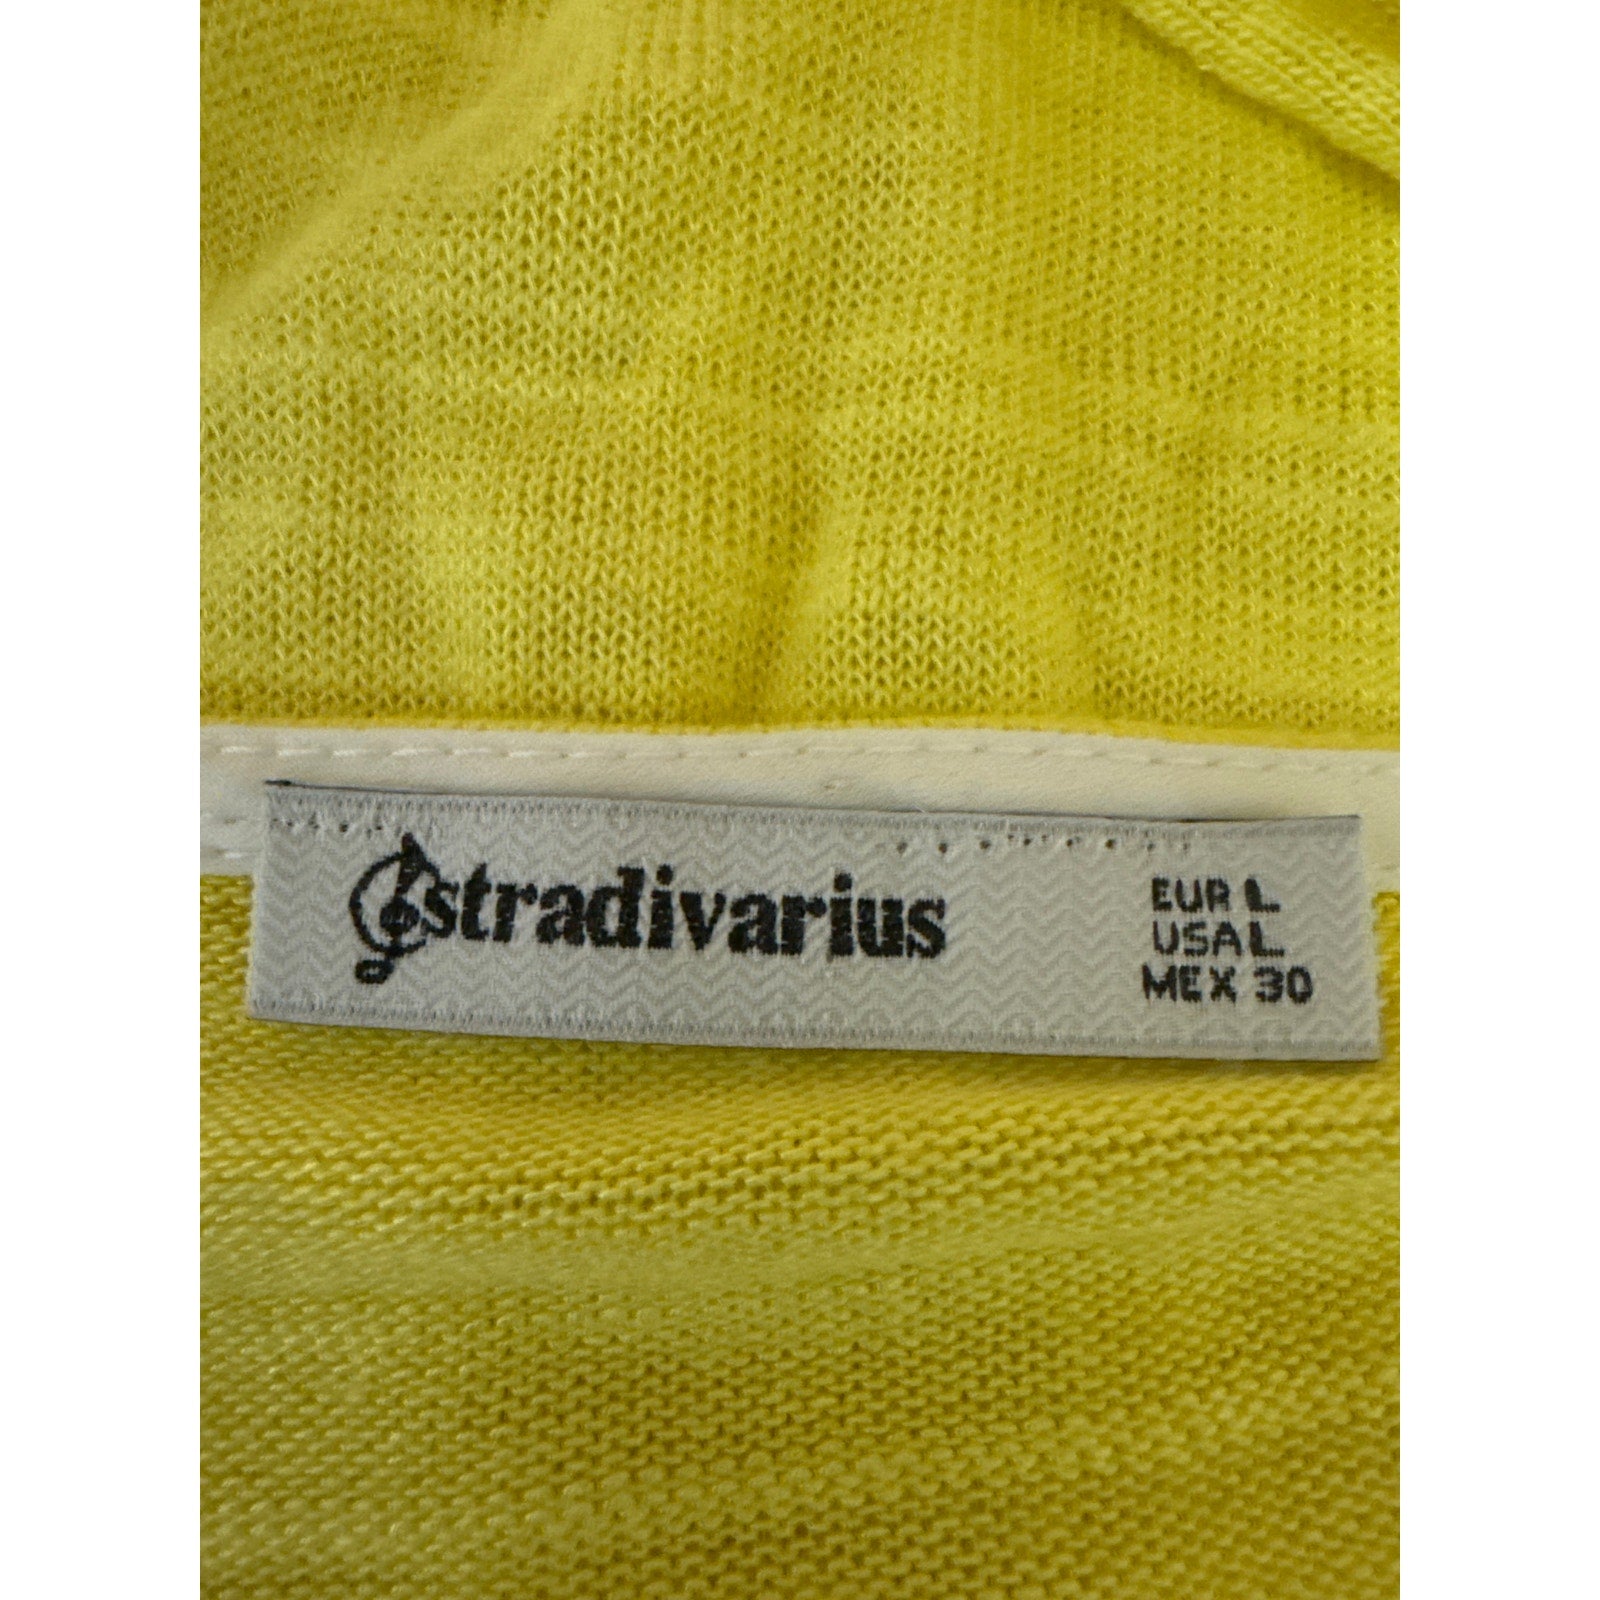 stradivarius
EUR L
USA L
MEX 30